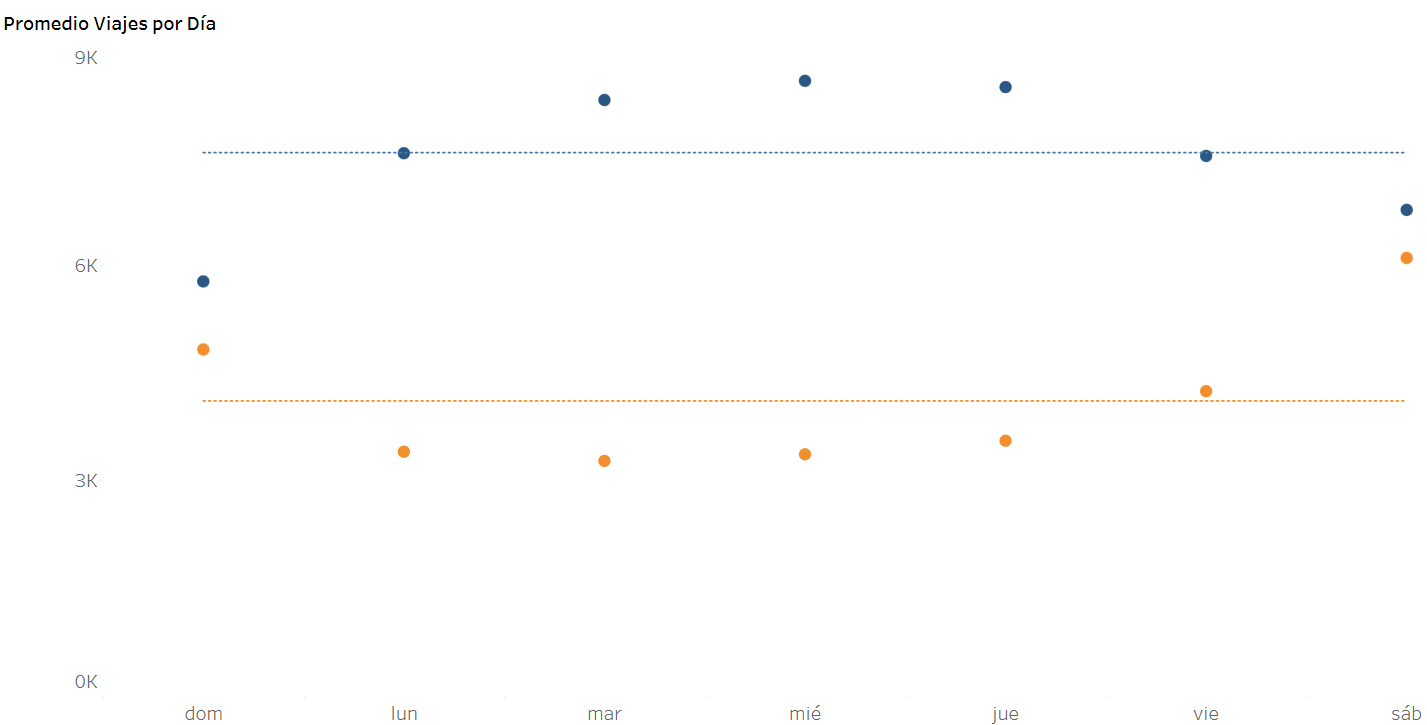 Promedio Viajes por Día
9K
6K
3K
0K
dom lun mar mié jue vie sáb